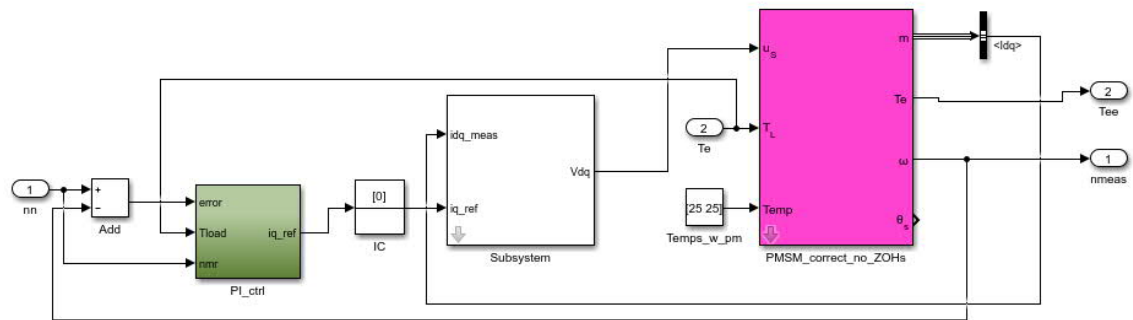 1
nn
+
−
Add
error
Tload
nmr
iq_ref
PI_ctrl
[0]
IC
idq_meas
iq_ref
Vdq
Subsystem
2
Te
[25 25]
Temps_w_pm
u_S
T_L
Temp
m
Te
ω
θ_s
PMSM_correct_no_ZOHs
<Idq>
2
Tee
1
nmeas